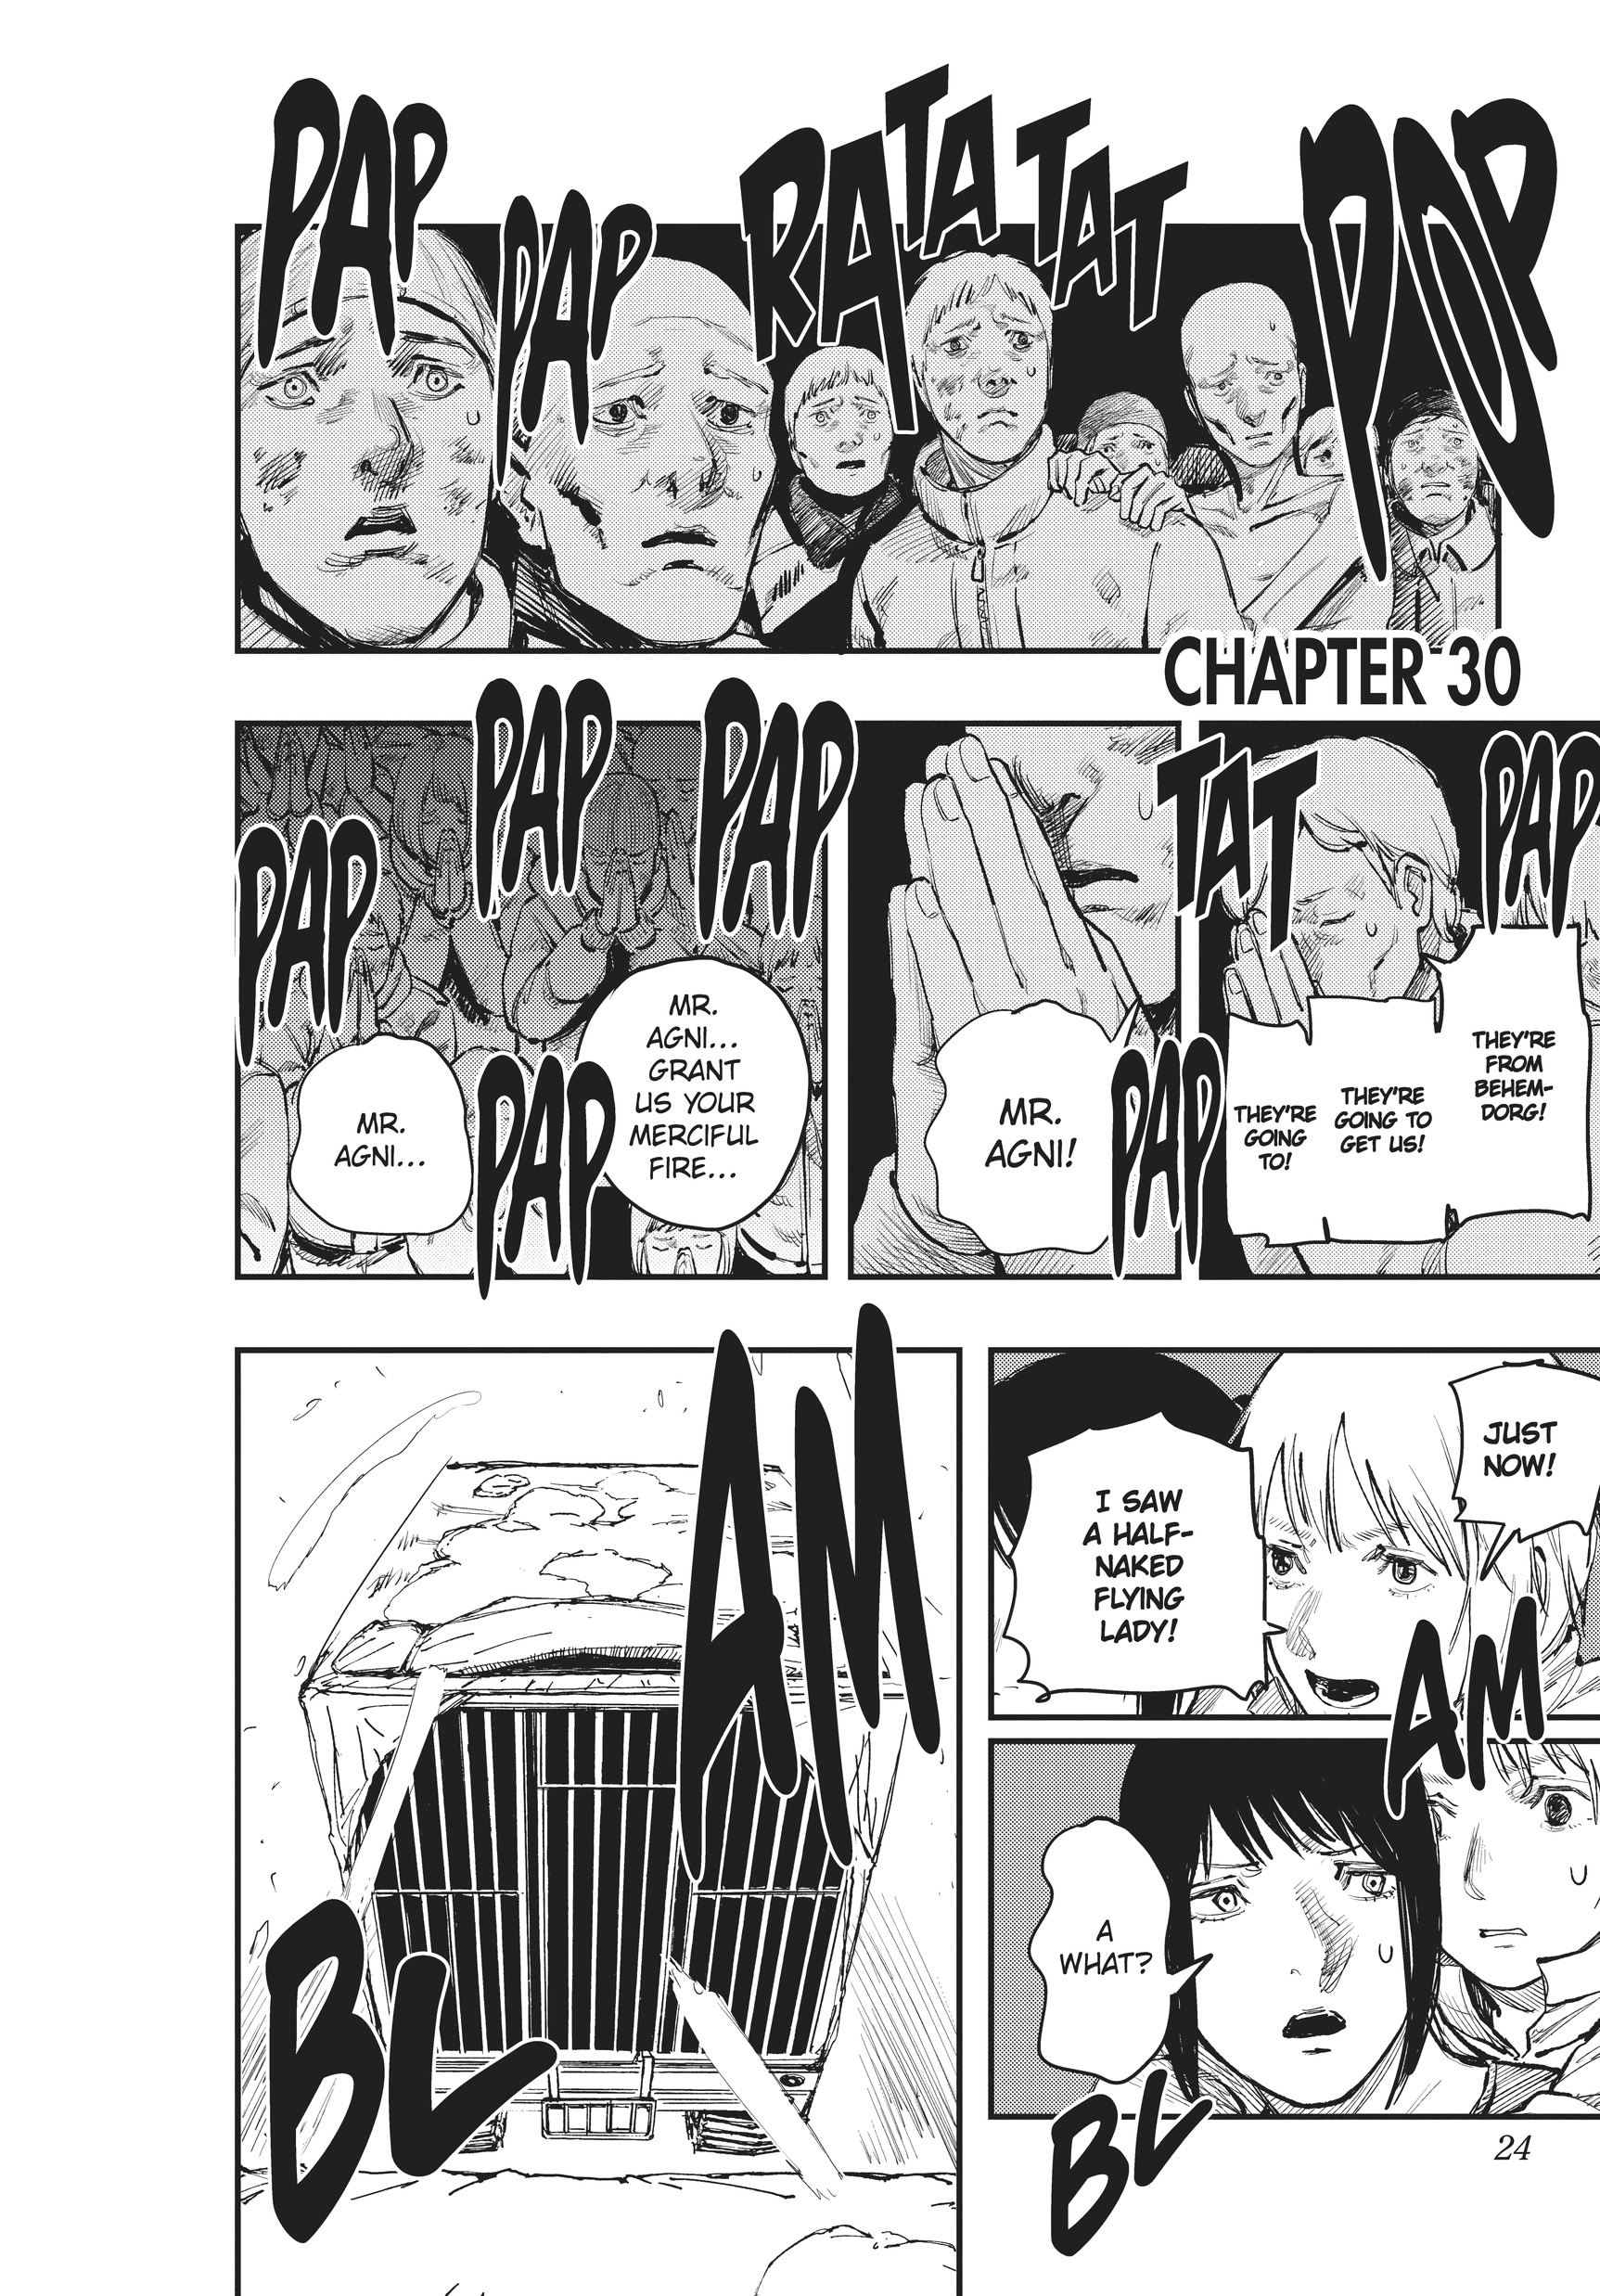 POP
RATATATAT
PAP
PAP
CHAPTER 30
PAP
THEY'RE
FROM
BEHEM-
DORG!
THEY'RE
GOING TO
GET US!
THEY'RE
GOING
TO!
TAT
PAP
MR.
AGNI!
PAP
MR.
AGNI...
GRANT
US YOUR
MERCIFUL
FIRE...
PAP
PAP
PAP
MR.
AGNI...
JUST
NOW!
I SAW
A HALF-
NAKED
FLYING
LADY!
BLAM
A
WHAT?
BLAM
24